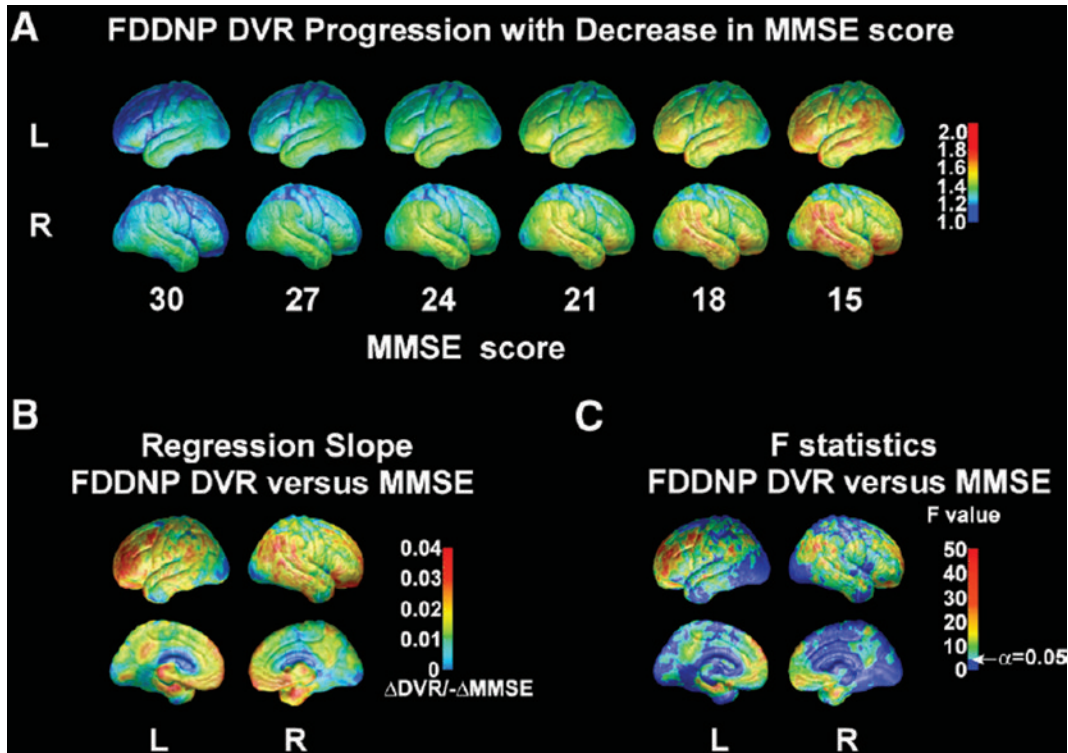 A
FDDNP DVR Progression with Decrease in MMSE score
L
R
2.0
1.8
1.6
1.4
1.2
1.0
30 27 24 21 18 15
MMSE score
B
Regression Slope
FDDNP DVR versus MMSE
0.04
0.03
0.02
0.01
0
ΔDVR/-ΔMMSE
L R
C
F statistics
FDDNP DVR versus MMSE
F value
50
40
30
20
10
0
α=0.05
L R